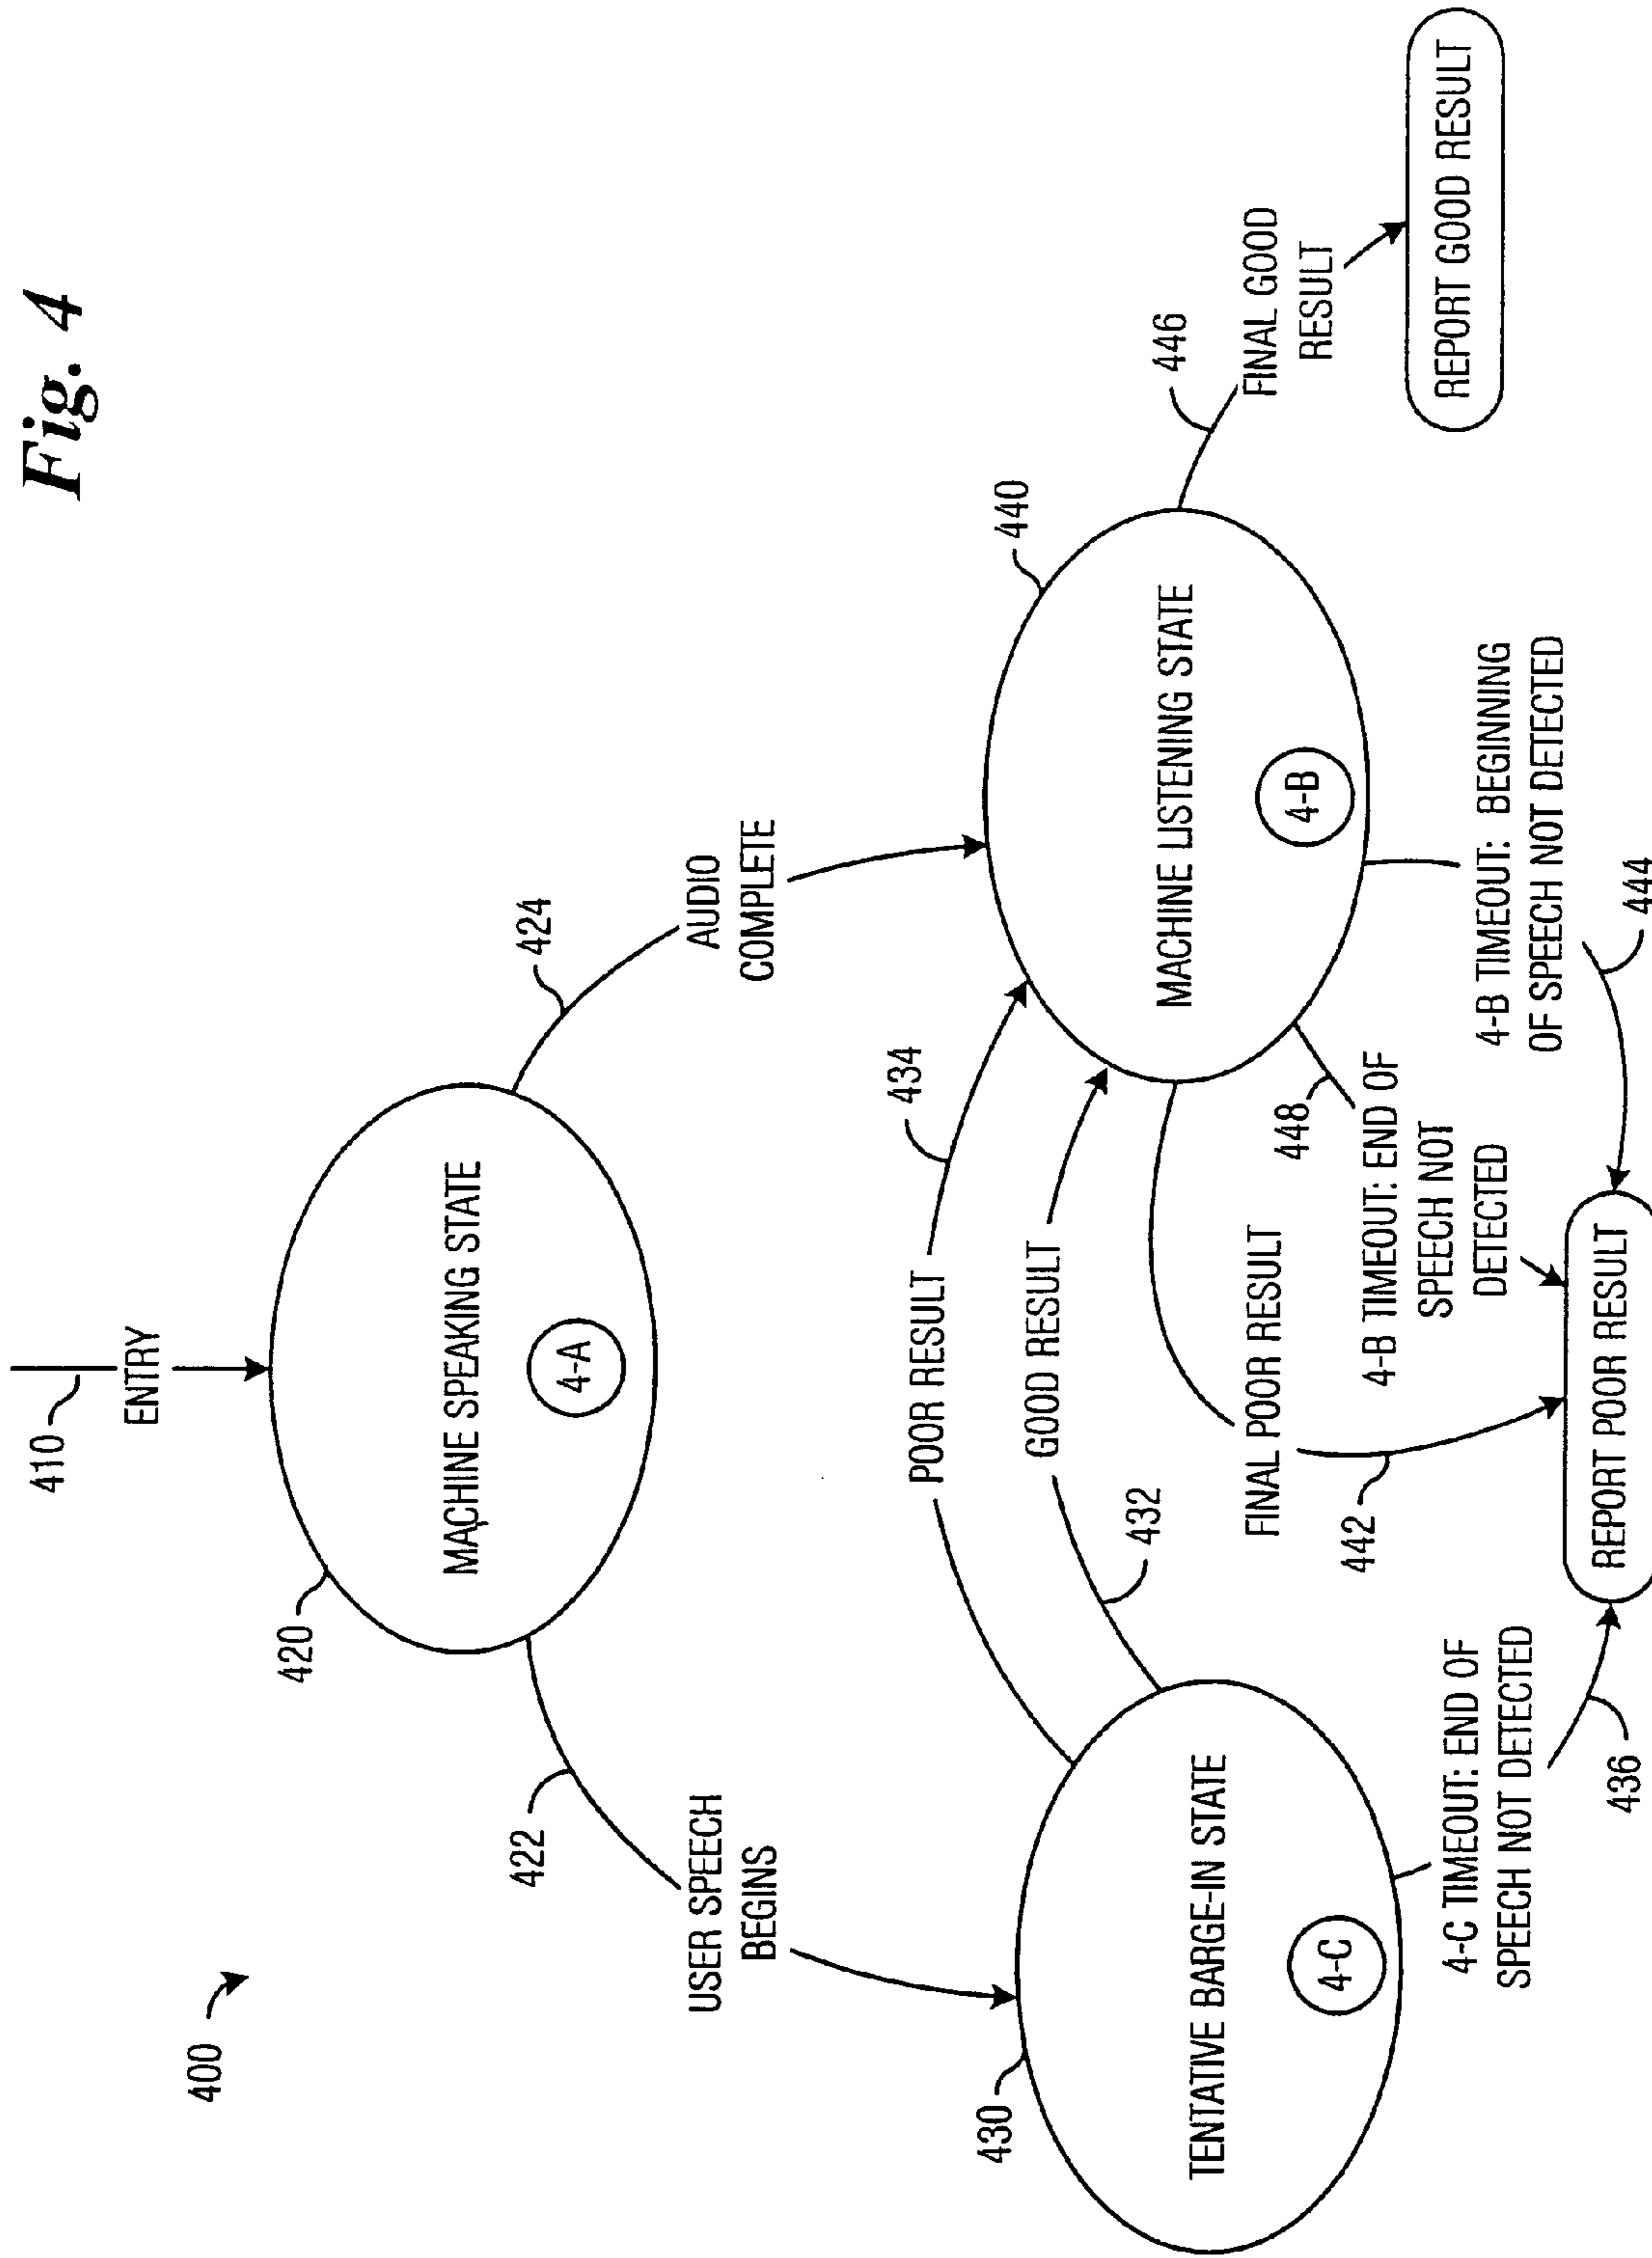 Fig. 4
400
410
ENTRY
420
MACHINE SPEAKING STATE
4-A
422
USER SPEECH
BEGINS
424
AUDIO
COMPLETE
430
TENTATIVE BARGE-IN STATE
4-C
POOR RESULT
434
GOOD RESULT
432
440
MACHINE LISTENING STATE
4-B
446
FINAL GOOD
RESULT
REPORT GOOD RESULT
FINAL POOR RESULT
442
448
4-B TIMEOUT: END OF
SPEECH NOT
DETECTED
4-B TIMEOUT: BEGINNING
OF SPEECH NOT DETECTED
444
4-C TIMEOUT: END OF
SPEECH NOT DETECTED
436
REPORT POOR RESULT